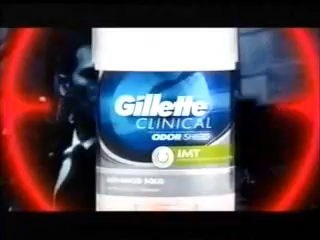 Gillette
CLINICAL
ODOR SHIELD
IMT
ADVANCED SOLID